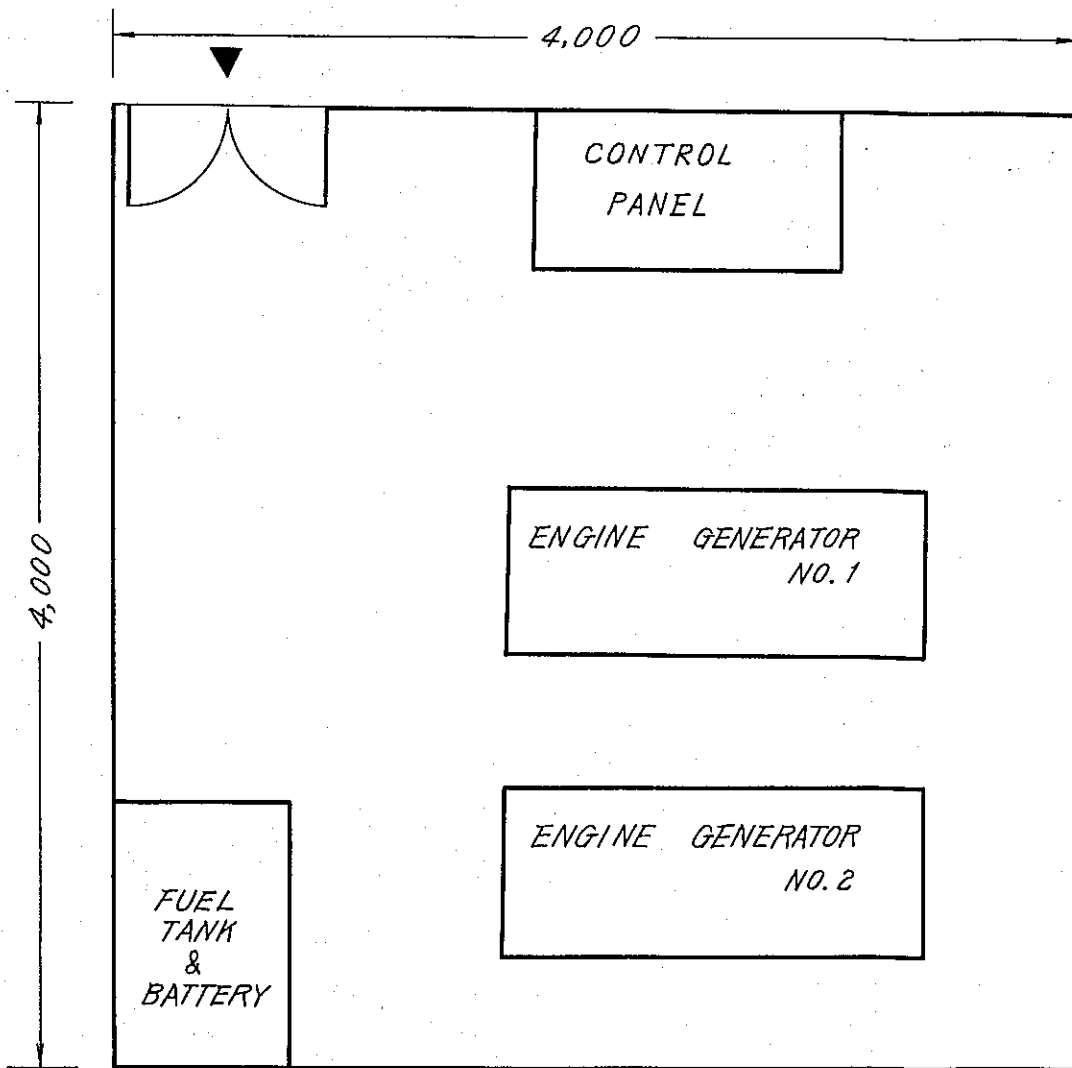 4,000
4,000
CONTROL
PANEL
ENGINE GENERATOR
NO. 1
ENGINE GENERATOR
NO. 2
FUEL
TANK
&
BATTERY